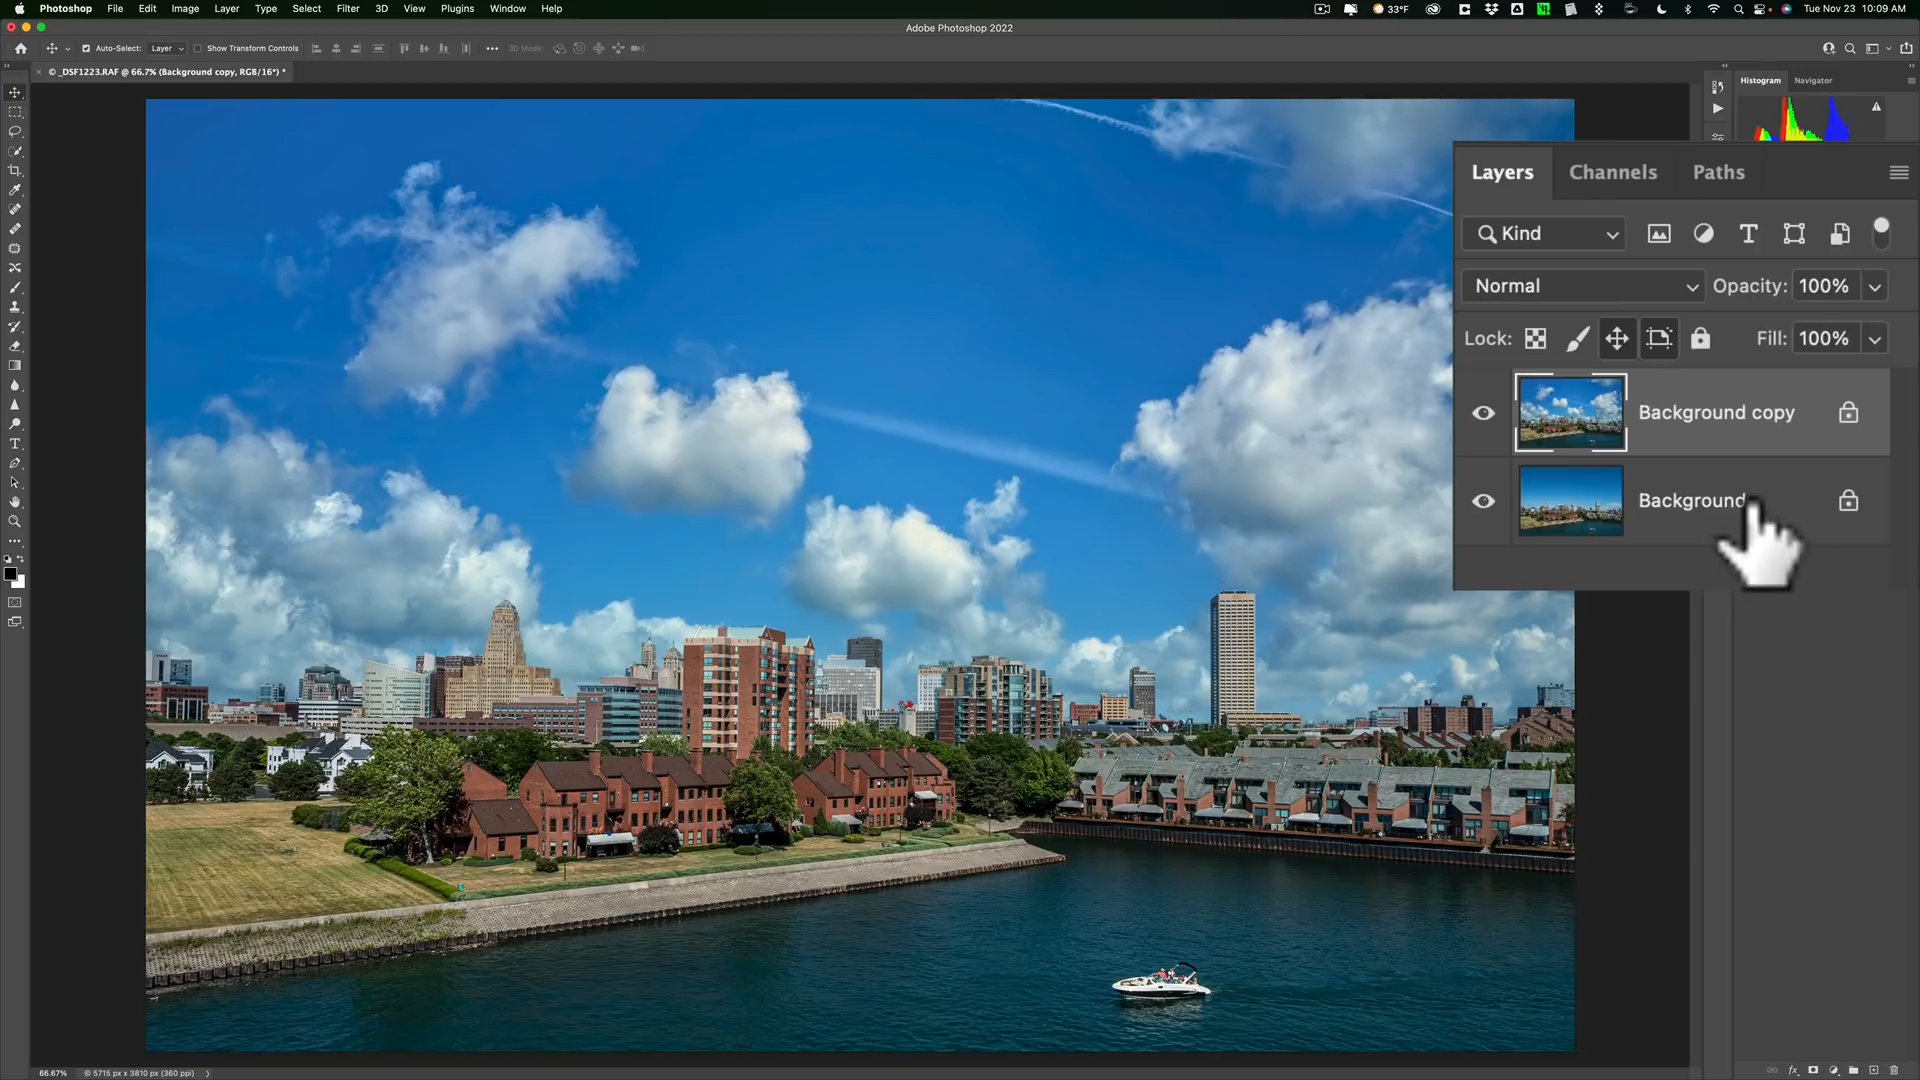 Photoshop File Edit Image Layer Type Select Filter 3D View Plugins Window Help 33°F Tue Nov 23 10:09 AM
Adobe Photoshop 2022
Auto-Select: Layer Show Transform Controls 3D Mode:
© _DSF1223.RAF @ 66.7% (Background copy, RGB/16*) *
Histogram Navigator
Layers Channels Paths
Kind
Normal Opacity: 100%
Lock: Fill: 100%
Background copy
Background
66.67% 5715 px x 3810 px (360 ppi)